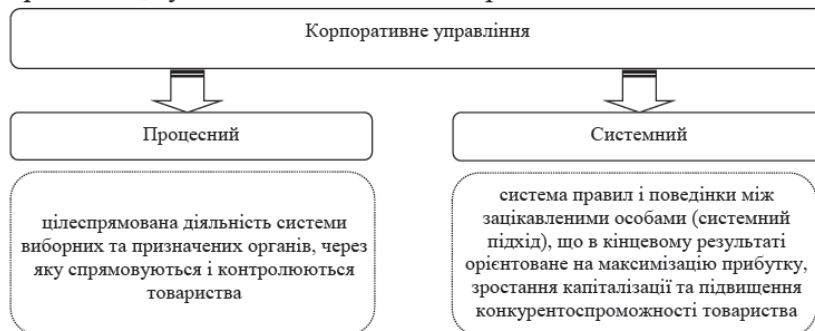 Корпоративне управління
Процесний
Системний
цілеспрямована діяльність системи
виборних та призначених органів, через
яку спрямовуються і контролюються
товариства
система правил і поведінки між
зацікавленими особами (системний
підхід), що в кінцевому результаті
орієнтоване на максимізацію прибутку,
зростання капіталізації та підвищення
конкурентоспроможності товариства